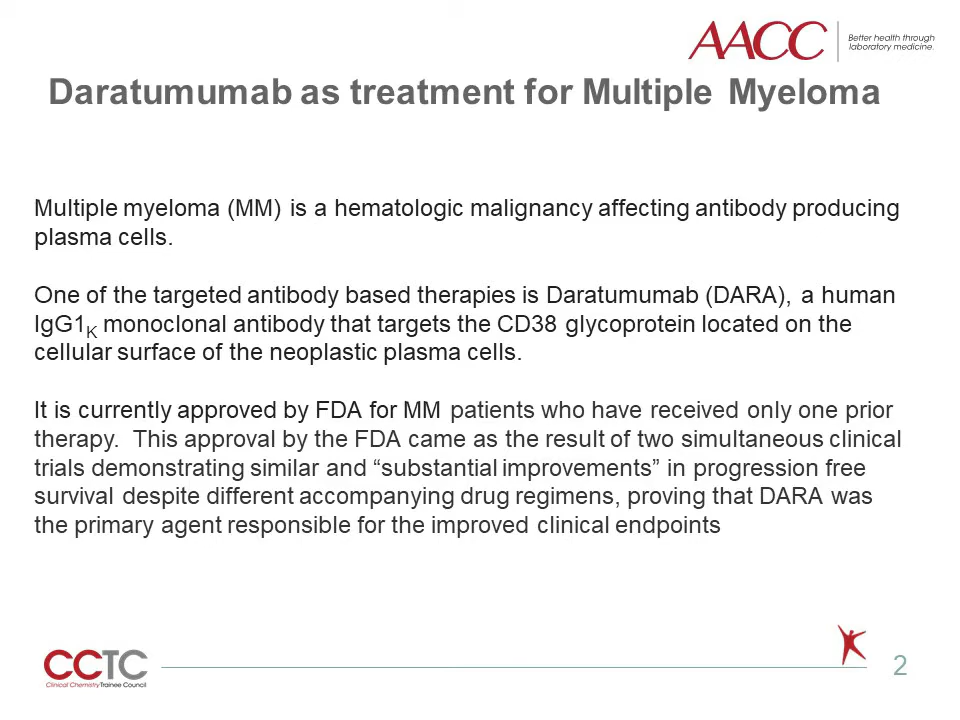 AACC
Better health through
laboratory medicine.
Daratumumab as treatment for Multiple Myeloma
Multiple myeloma (MM) is a hematologic malignancy affecting antibody producing
plasma cells.
One of the targeted antibody based therapies is Daratumumab (DARA), a human
IgG1K monoclonal antibody that targets the CD38 glycoprotein located on the
cellular surface of the neoplastic plasma cells.
It is currently approved by FDA for MM patients who have received only one prior
therapy. This approval by the FDA came as the result of two simultaneous clinical
trials demonstrating similar and “substantial improvements” in progression free
survival despite different accompanying drug regimens, proving that DARA was
the primary agent responsible for the improved clinical endpoints
CCTC
Clinical Chemistry Trainee Council
2